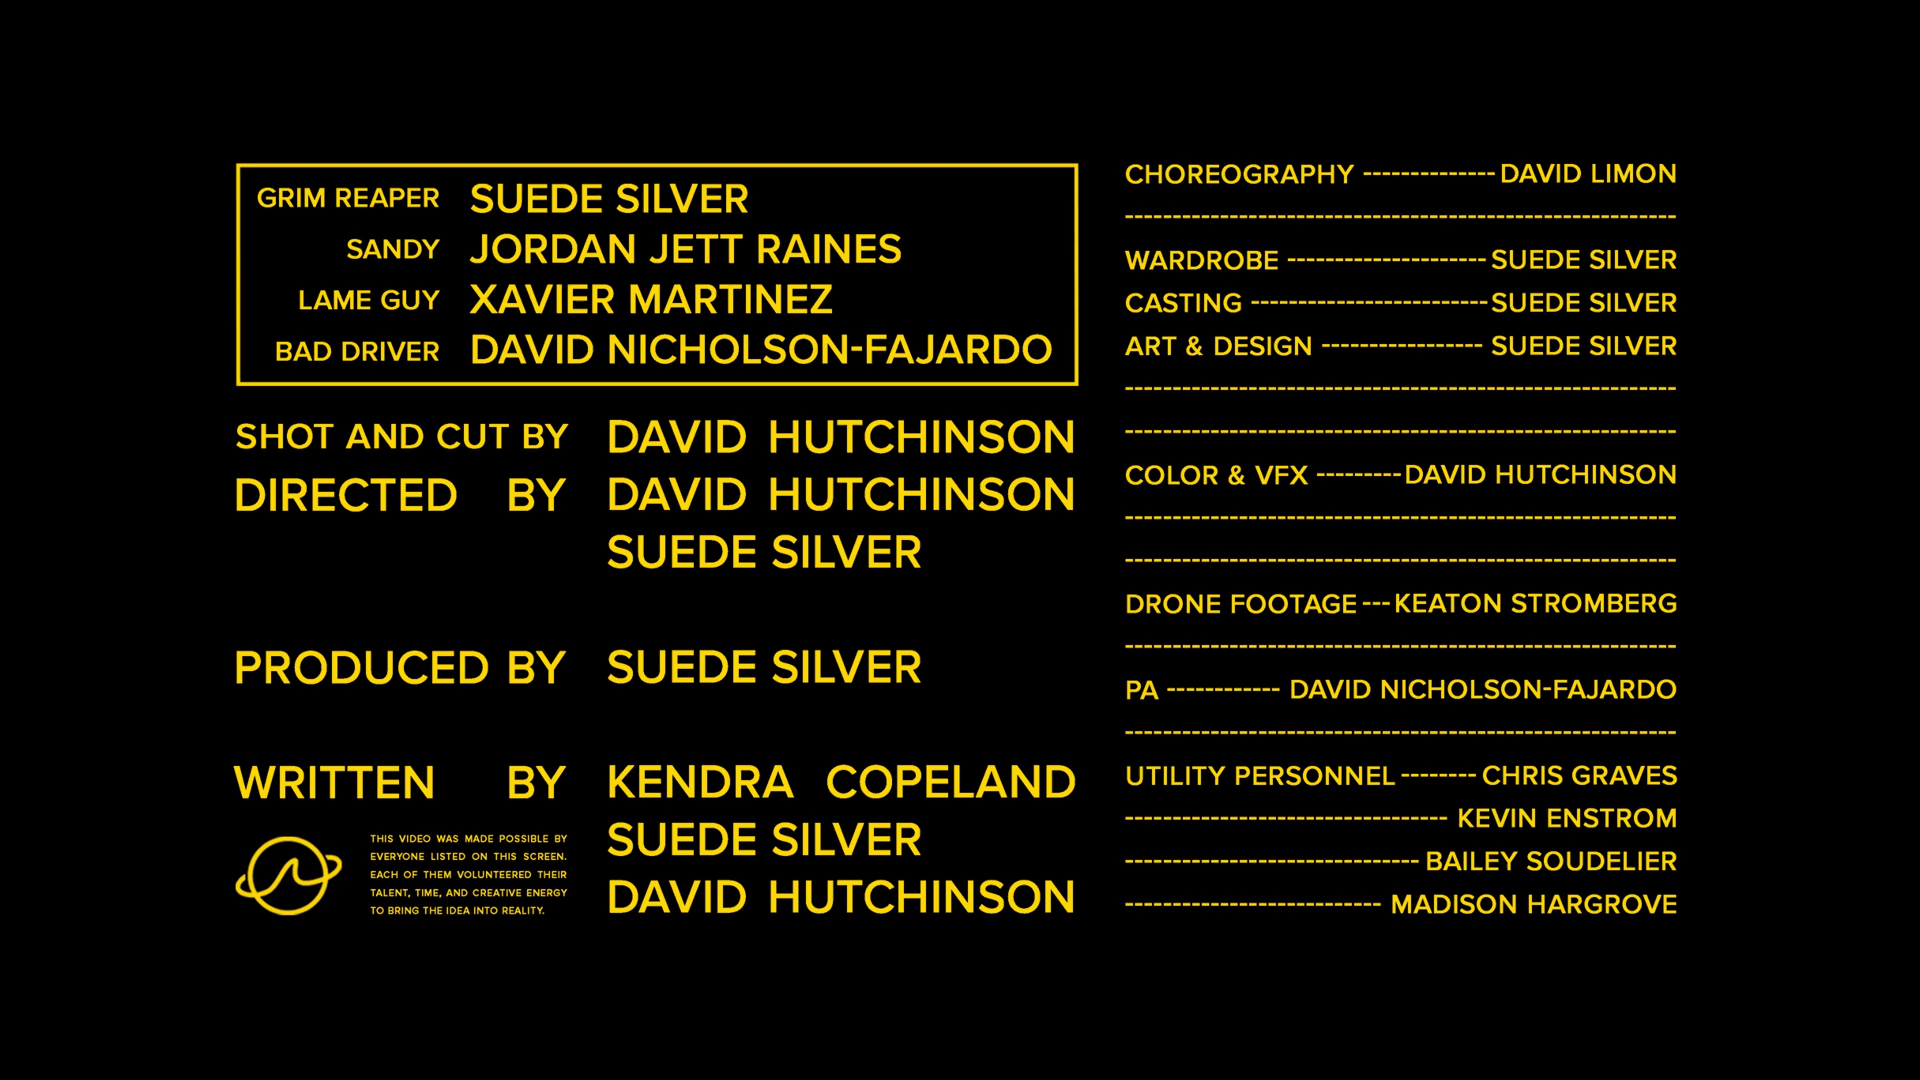 GRIM REAPER SUEDE SILVER
SANDY JORDAN JETT RAINES
LAME GUY XAVIER MARTINEZ
BAD DRIVER DAVID NICHOLSON-FAJARDO
SHOT AND CUT BY DAVID HUTCHINSON
DIRECTED BY DAVID HUTCHINSON
SUEDE SILVER
PRODUCED BY SUEDE SILVER
WRITTEN BY KENDRA COPELAND
SUEDE SILVER
DAVID HUTCHINSON
THIS VIDEO WAS MADE POSSIBLE BY
EVERYONE LISTED ON THIS SCREEN.
EACH OF THEM VOLUNTEERED THEIR
TALENT, TIME, AND CREATIVE ENERGY
TO BRING THE IDEA INTO REALITY.
CHOREOGRAPHY -------------- DAVID LIMON
WARDROBE --------------------- SUEDE SILVER
CASTING ------------------------- SUEDE SILVER
ART & DESIGN ----------------- SUEDE SILVER
COLOR & VFX --------- DAVID HUTCHINSON
DRONE FOOTAGE --- KEATON STROMBERG
PA ------------ DAVID NICHOLSON-FAJARDO
UTILITY PERSONNEL -------- CHRIS GRAVES
---------------------------------- KEVIN ENSTROM
------------------------------- BAILEY SOUDELIER
--------------------------- MADISON HARGROVE